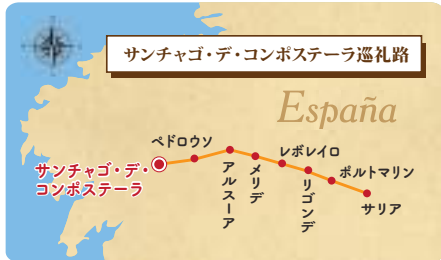 サンチャゴ・デ・コンポステーラ巡礼路
España
ペドロウソ
レボレイロ
ポルトマリン
サンチャゴ・デ・
コンポステーラ
アルスーア
メリデ
リゴンデ
サリア